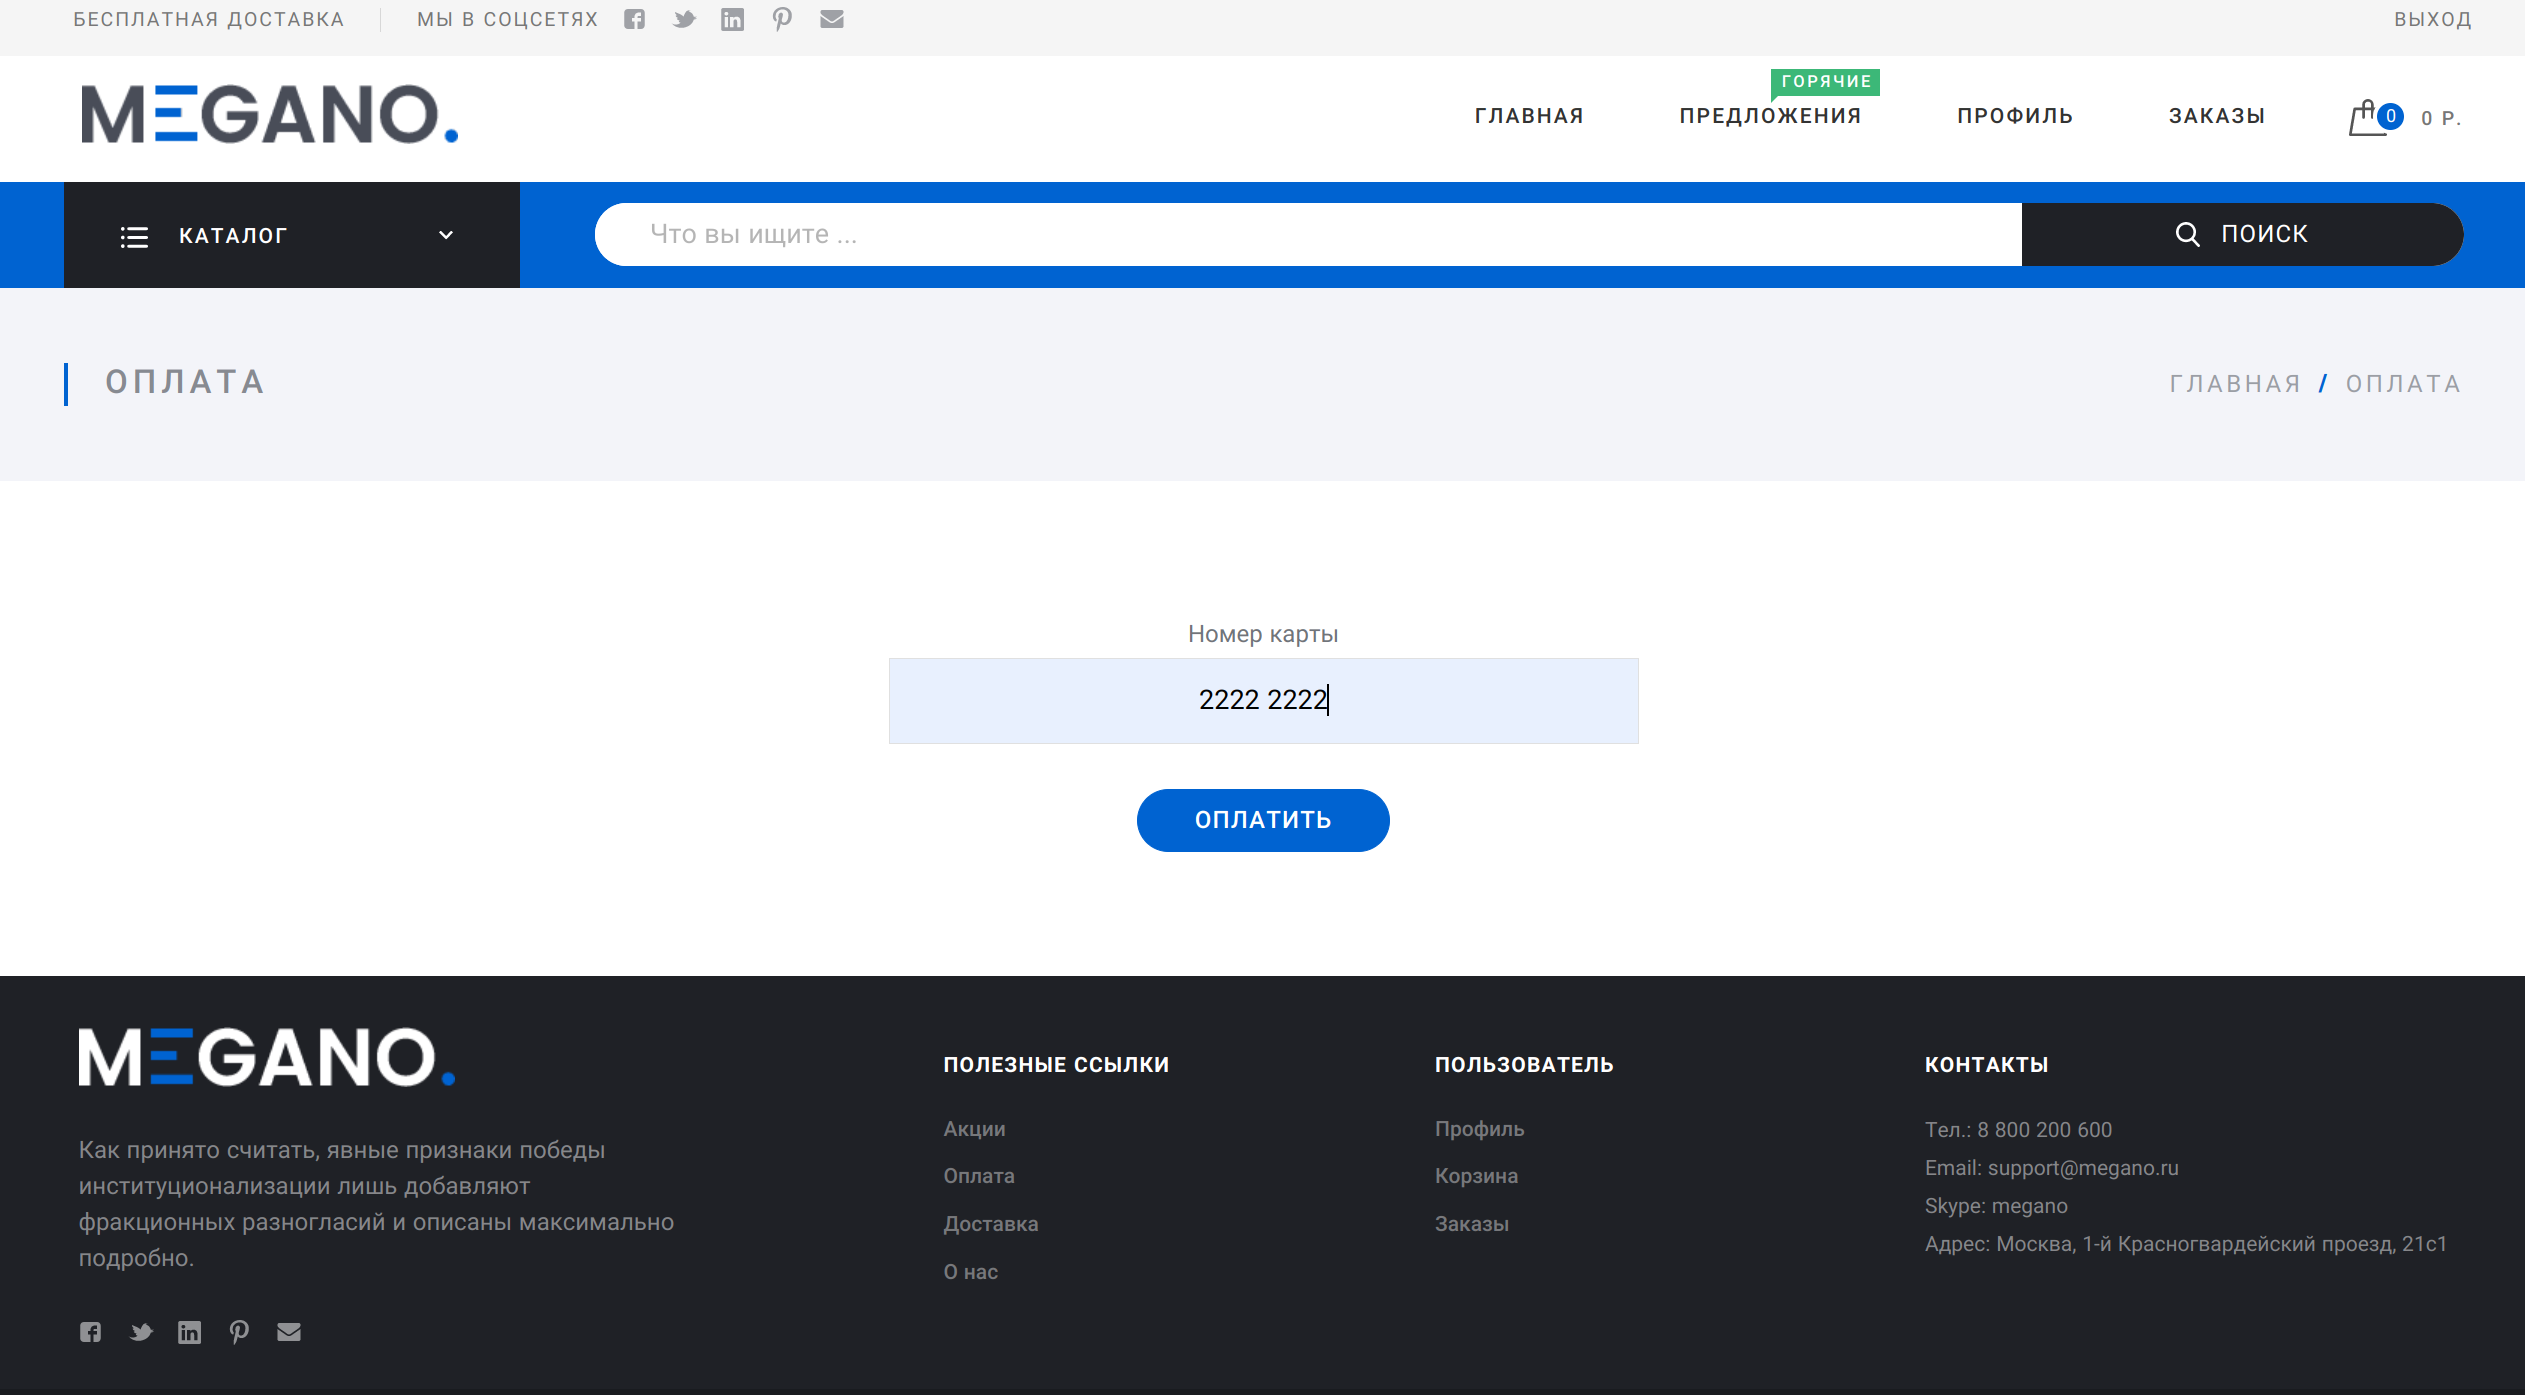 БЕСПЛАТНАЯ ДОСТАВКА МЫ В СОЦСЕТЯХ ВЫХОД
MEGANO.
ГОРЯЧИЕ
ГЛАВНАЯ ПРЕДЛОЖЕНИЯ ПРОФИЛЬ ЗАКАЗЫ 0 0 Р.
КАТАЛОГ Что вы ищите ... ПОИСК
ОПЛАТА ГЛАВНАЯ / ОПЛАТА
Номер карты
2222 2222
ОПЛАТИТЬ
MEGANO.
Как принято считать, явные признаки победы
институционализации лишь добавляют
фракционных разногласий и описаны максимально
подробно.
ПОЛЕЗНЫЕ ССЫЛКИ
Акции
Оплата
Доставка
О нас
ПОЛЬЗОВАТЕЛЬ
Профиль
Корзина
Заказы
КОНТАКТЫ
Тел.: 8 800 200 600
Email: support@megano.ru
Skype: megano
Адрес: Москва, 1-й Красногвардейский проезд, 21с1